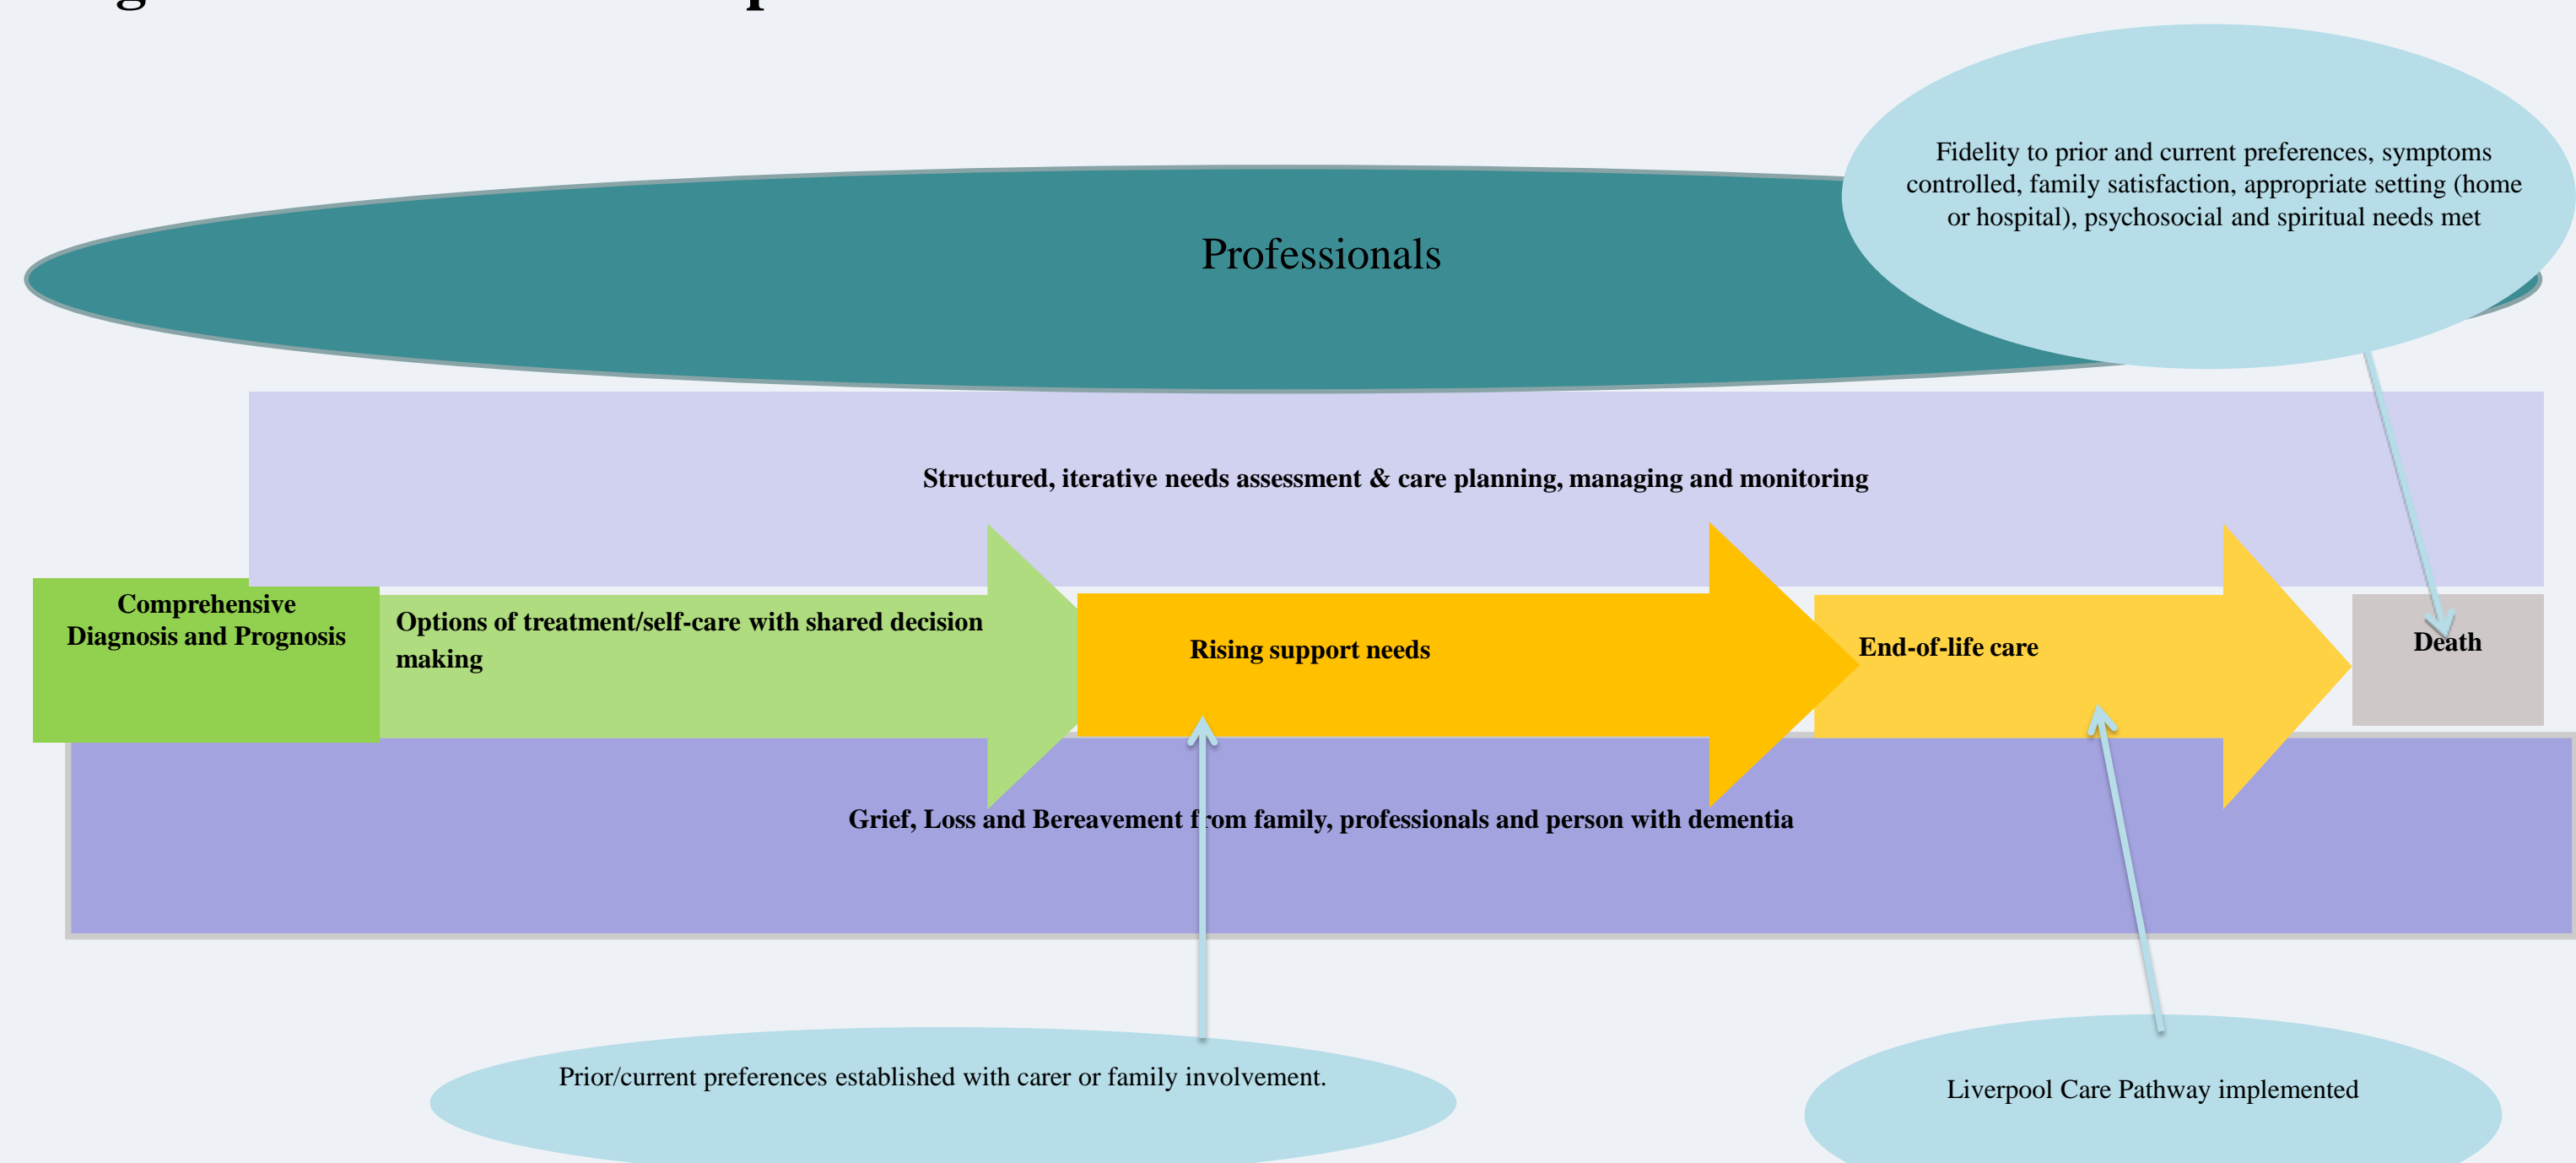 Fidelity to prior and current preferences, symptoms
controlled, family satisfaction, appropriate setting (home
or hospital), psychosocial and spiritual needs met
Professionals
Structured, iterative needs assessment & care planning, managing and monitoring
Comprehensive
Diagnosis and Prognosis
Options of treatment/self-care with shared decision
making
Rising support needs
End-of-life care
Death
Grief, Loss and Bereavement from family, professionals and person with dementia
Prior/current preferences established with carer or family involvement.
Liverpool Care Pathway implemented